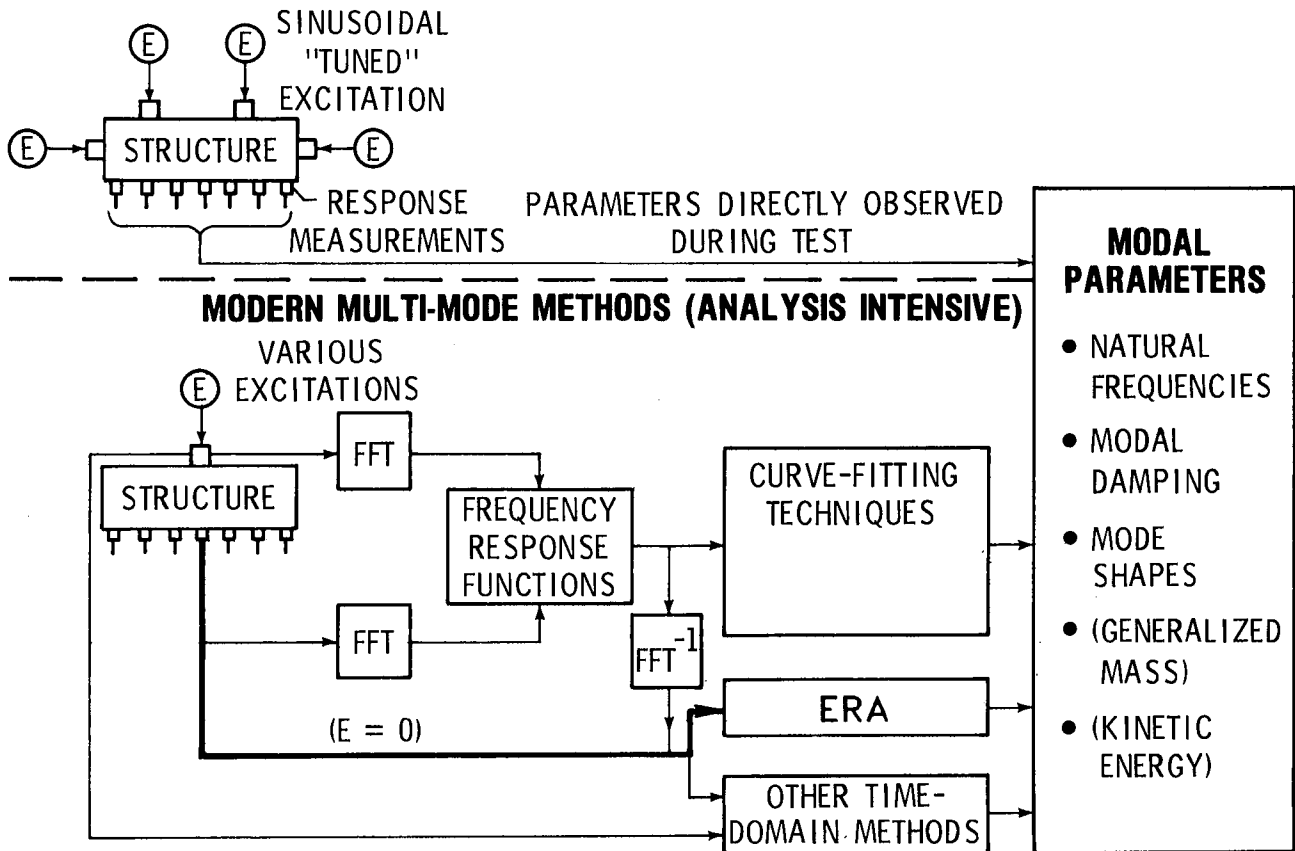 E
E
SINUSOIDAL
"TUNED"
EXCITATION
E
STRUCTURE
E
RESPONSE
MEASUREMENTS
PARAMETERS DIRECTLY OBSERVED
DURING TEST
MODERN MULTI-MODE METHODS (ANALYSIS INTENSIVE)
VARIOUS
EXCITATIONS
E
STRUCTURE
FFT
FFT
FREQUENCY
RESPONSE
FUNCTIONS
FFT-1
(E = 0)
CURVE-FITTING
TECHNIQUES
ERA
OTHER TIME-
DOMAIN METHODS
MODAL
PARAMETERS
• NATURAL
FREQUENCIES
• MODAL
DAMPING
• MODE
SHAPES
• (GENERALIZED
MASS)
• (KINETIC
ENERGY)